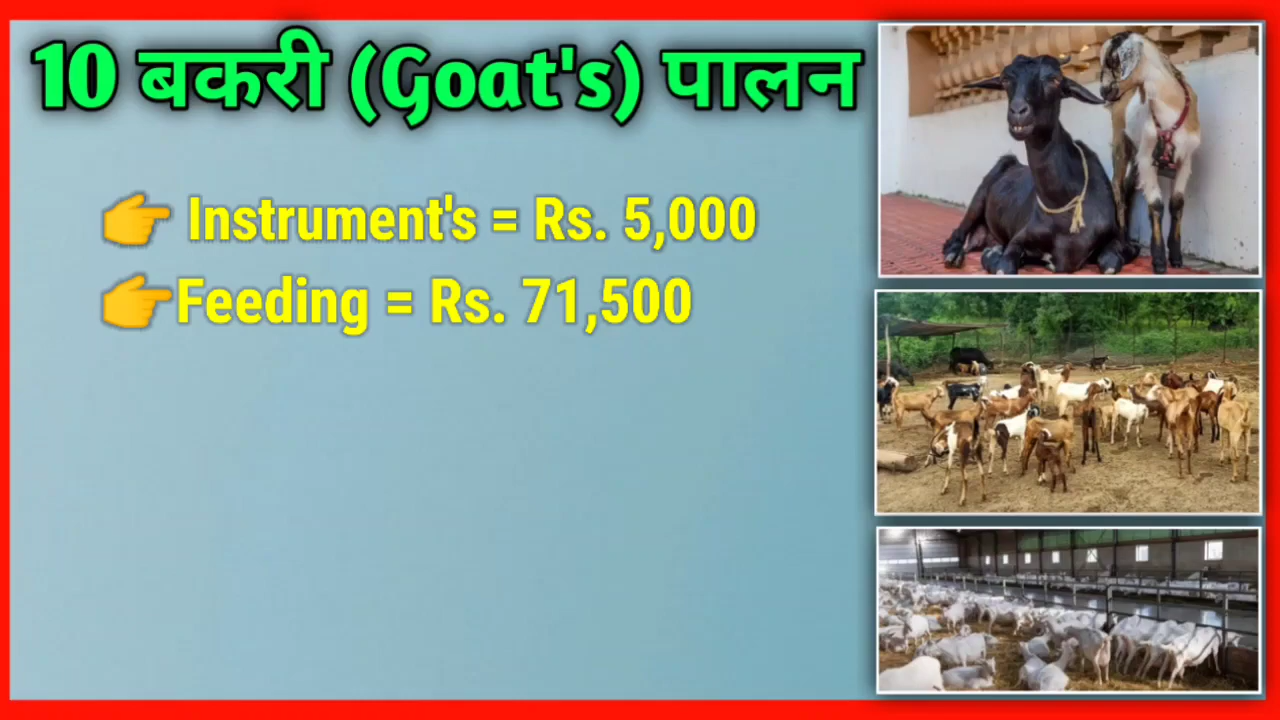 10 बकरी (Goat's) पालन
👉 Instrument's = Rs. 5,000
👉Feeding = Rs. 71,500